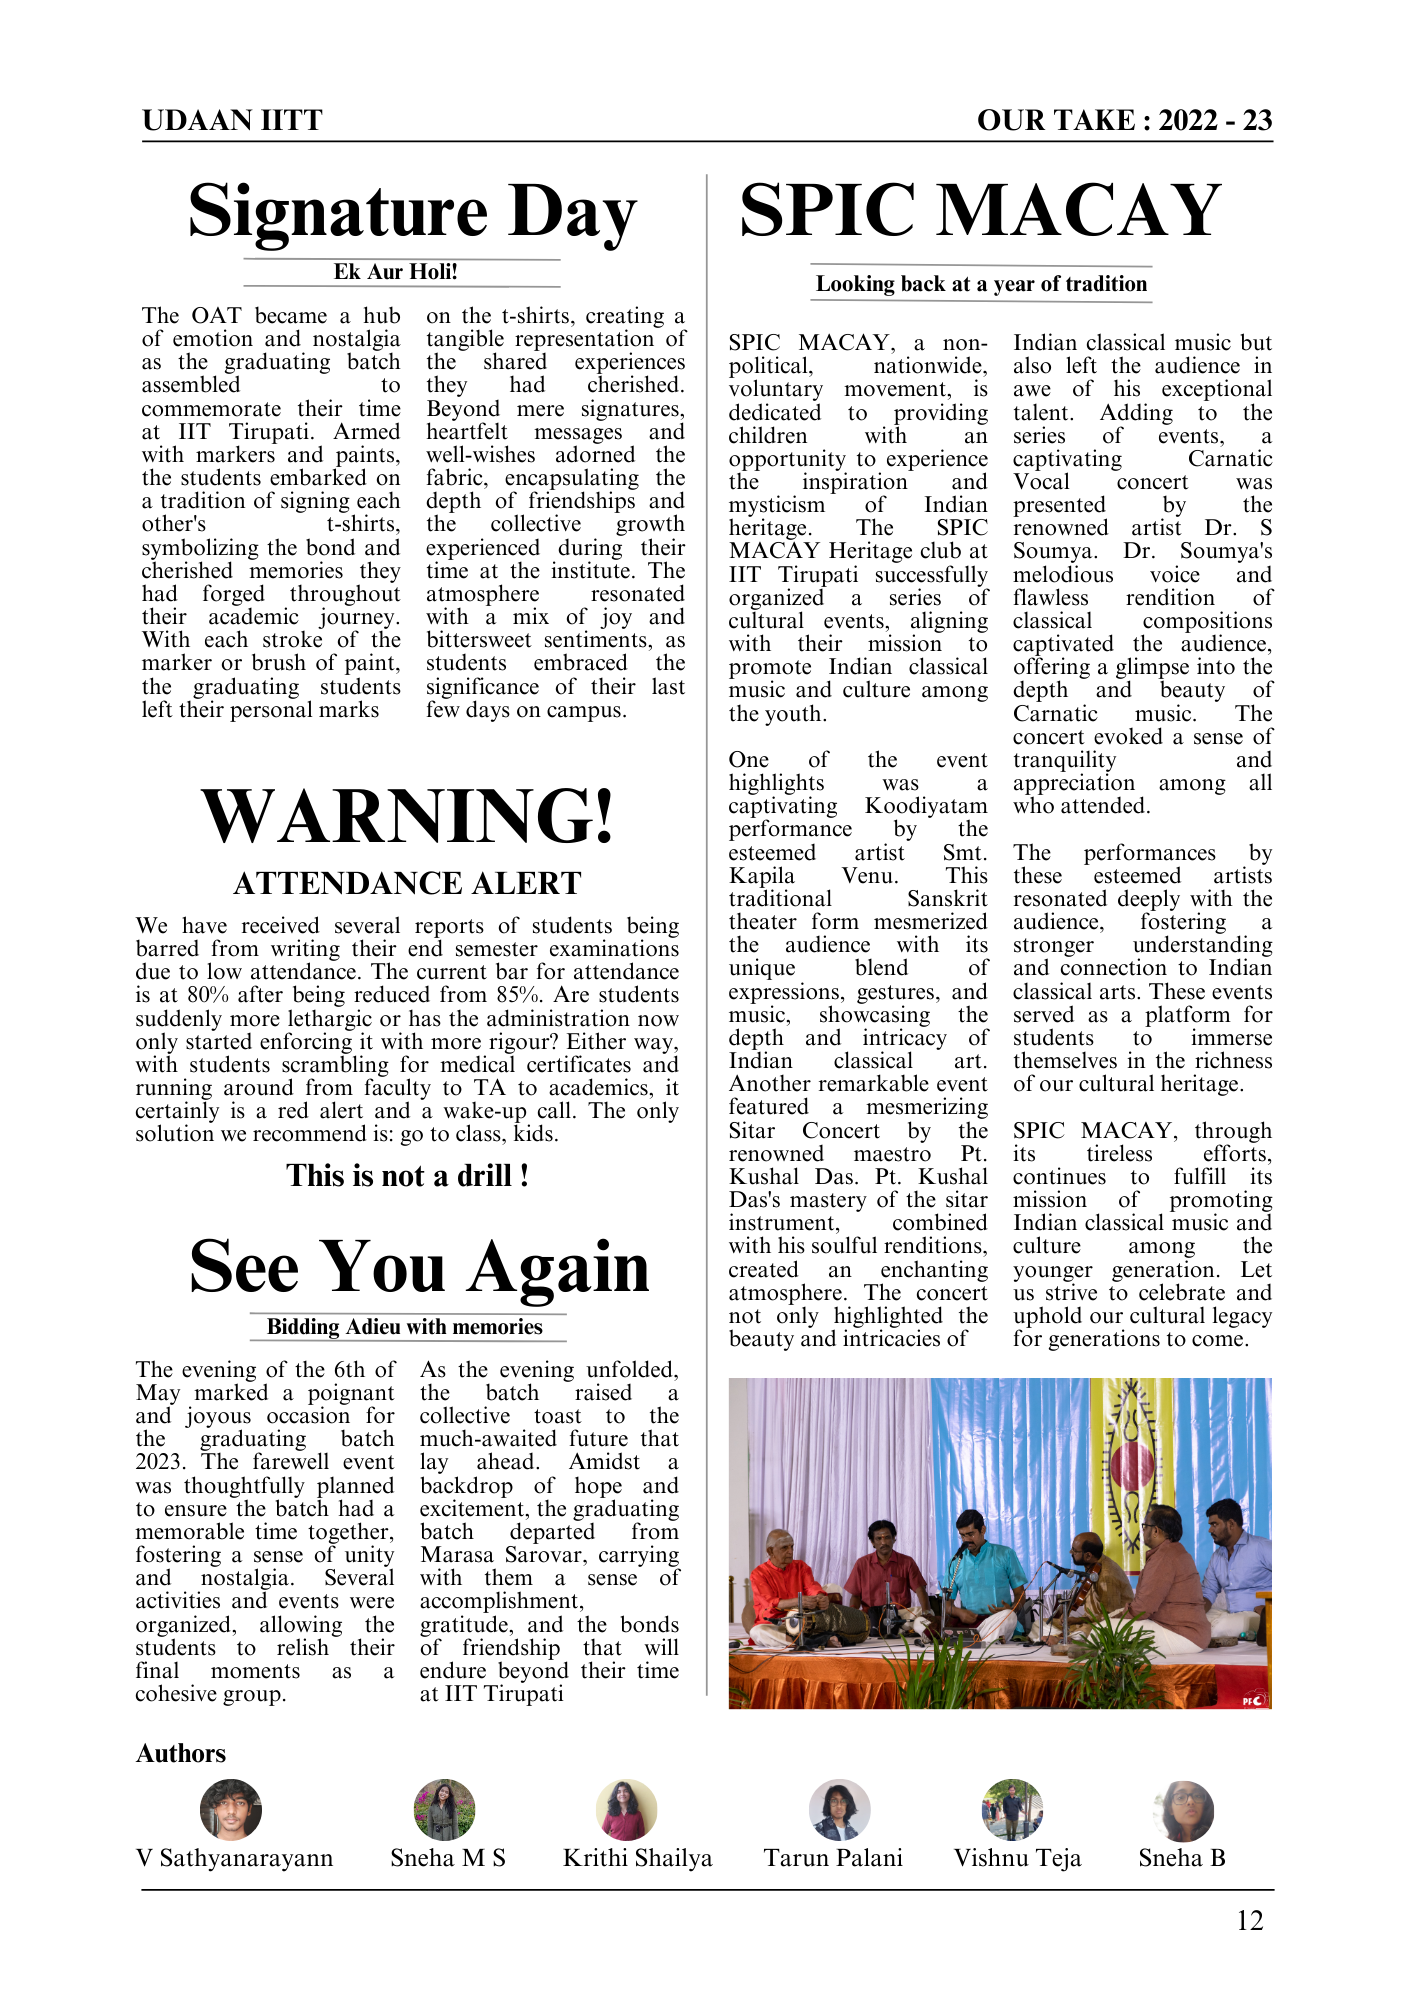 UDAAN IITT
OUR TAKE : 2022 - 23
Signature Day
Ek Aur Holi!
The OAT became a hub
of emotion and nostalgia
as the graduating batch
assembled to
commemorate their time
at IIT Tirupati. Armed
with markers and paints,
the students embarked on
a tradition of signing each
other's t-shirts,
symbolizing the bond and
cherished memories they
had forged throughout
their academic journey.
With each stroke of the
marker or brush of paint,
the graduating students
left their personal marks
on the t-shirts, creating a
tangible representation of
the shared experiences
they had cherished.
Beyond mere signatures,
heartfelt messages and
well-wishes adorned the
fabric, encapsulating the
depth of friendships and
the collective growth
experienced during their
time at the institute. The
atmosphere resonated
with a mix of joy and
bittersweet sentiments, as
students embraced the
significance of their last
few days on campus.
WARNING!
ATTENDANCE ALERT
We have received several reports of students being
barred from writing their end semester examinations
due to low attendance. The current bar for attendance
is at 80% after being reduced from 85%. Are students
suddenly more lethargic or has the administration now
only started enforcing it with more rigour? Either way,
with students scrambling for medical certificates and
running around from faculty to TA to academics, it
certainly is a red alert and a wake-up call. The only
solution we recommend is: go to class, kids.
This is not a drill !
See You Again
Bidding Adieu with memories
The evening of the 6th of
May marked a poignant
and joyous occasion for
the graduating batch
2023. The farewell event
was thoughtfully planned
to ensure the batch had a
memorable time together,
fostering a sense of unity
and nostalgia. Several
activities and events were
organized, allowing the
students to relish their
final moments as a
cohesive group.
As the evening unfolded,
the batch raised a
collective toast to the
much-awaited future that
lay ahead. Amidst a
backdrop of hope and
excitement, the graduating
batch departed from
Marasa Sarovar, carrying
with them a sense of
accomplishment,
gratitude, and the bonds
of friendship that will
endure beyond their time
at IIT Tirupati
SPIC MACAY
Looking back at a year of tradition
SPIC MACAY, a non-
political, nationwide,
voluntary movement, is
dedicated to providing
children with an
opportunity to experience
the inspiration and
mysticism of Indian
heritage. The SPIC
MACAY Heritage club at
IIT Tirupati successfully
organized a series of
cultural events, aligning
with their mission to
promote Indian classical
music and culture among
the youth.
One of the event
highlights was a
captivating Koodiyatam
performance by the
esteemed artist Smt.
Kapila Venu. This
traditional Sanskrit
theater form mesmerized
the audience with its
unique blend of
expressions, gestures, and
music, showcasing the
depth and intricacy of
Indian classical art.
Another remarkable event
featured a mesmerizing
Sitar Concert by the
renowned maestro Pt.
Kushal Das. Pt. Kushal
Das's mastery of the sitar
instrument, combined
with his soulful renditions,
created an enchanting
atmosphere. The concert
not only highlighted the
beauty and intricacies of
Indian classical music but
also left the audience in
awe of his exceptional
talent. Adding to the
series of events, a
captivating Carnatic
Vocal concert was
presented by the
renowned artist Dr. S
Soumya. Dr. Soumya's
melodious voice and
flawless rendition of
classical compositions
captivated the audience,
offering a glimpse into the
depth and beauty of
Carnatic music. The
concert evoked a sense of
tranquility and
appreciation among all
who attended.
The performances by
these esteemed artists
resonated deeply with the
audience, fostering a
stronger understanding
and connection to Indian
classical arts. These events
served as a platform for
students to immerse
themselves in the richness
of our cultural heritage.
SPIC MACAY, through
its tireless efforts,
continues to fulfill its
mission of promoting
Indian classical music and
culture among the
younger generation. Let
us strive to celebrate and
uphold our cultural legacy
for generations to come.
PFC
Authors
V Sathyanarayann
Sneha M S
Krithi Shailya
Tarun Palani
Vishnu Teja
Sneha B
12